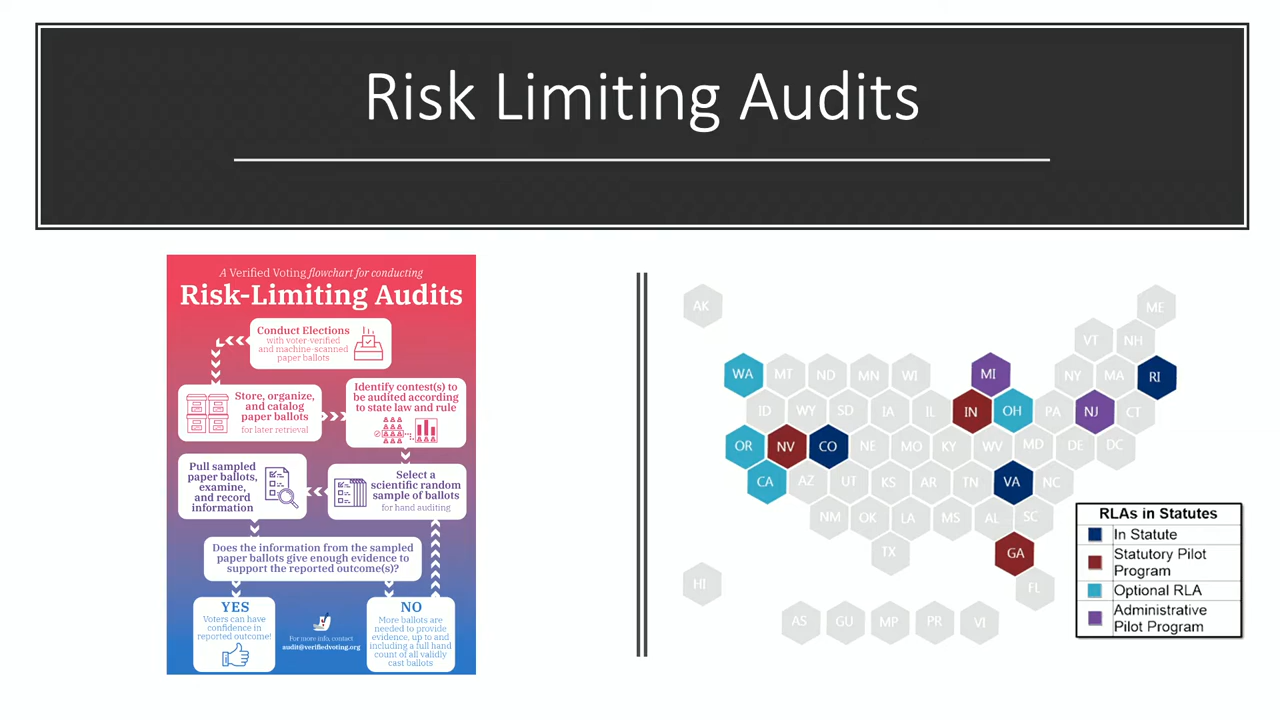 Risk Limiting Audits
A Verified Voting flowchart for conducting
Risk-Limiting Audits
Conduct Elections
with voter-verified
and machine-scanned
paper ballots
Store, organize,
and catalog
paper ballots
for later retrieval
Identify contest(s) to
be audited according
to state law and rule
Select a
scientific random
sample of ballots
for hand auditing
Pull sampled
paper ballots,
examine,
and record
information
Does the information from the sampled
paper ballots give enough evidence to
support the reported outcome(s)?
YES
Voters can have
confidence in
reported outcome!
For more info, contact
audit@verifiedvoting.org
NO
More ballots are
needed to provide
evidence, up to and
including a full hand
count of all validly
cast ballots
AK ME
VT NH
WA MT ND MN WI MI NY MA RI
ID WY SD IA IL IN OH PA NJ CT
OR NV CO NE MO KY WV MD DE DC
CA AZ UT KS AR TN VA NC
NM OK LA MS AL SC
TX GA
HI FL
AS GU MP PR VI
RLAs in Statutes
In Statute
Statutory Pilot
Program
Optional RLA
Administrative
Pilot Program